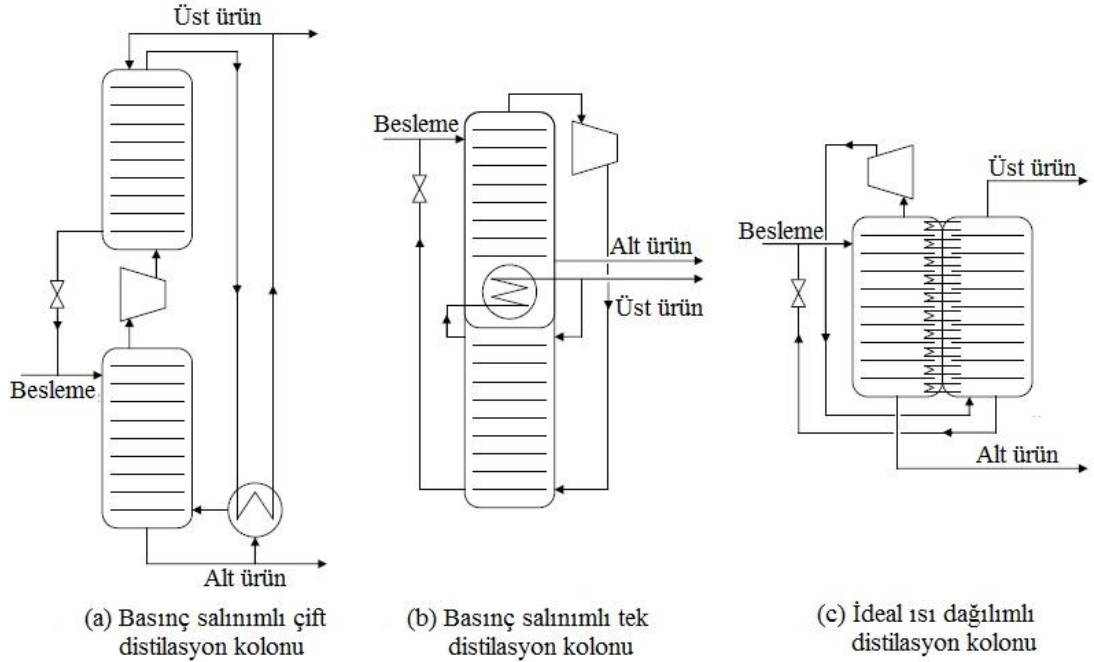 Üst ürün
Besleme
Alt ürün
(a) Basınç salınımlı çift
distilasyon kolonu
Besleme
Alt ürün
Üst ürün
(b) Basınç salınımlı tek
distilasyon kolonu
Besleme
Üst ürün
Alt ürün
(c) İdeal ısı dağılımlı
distilasyon kolonu